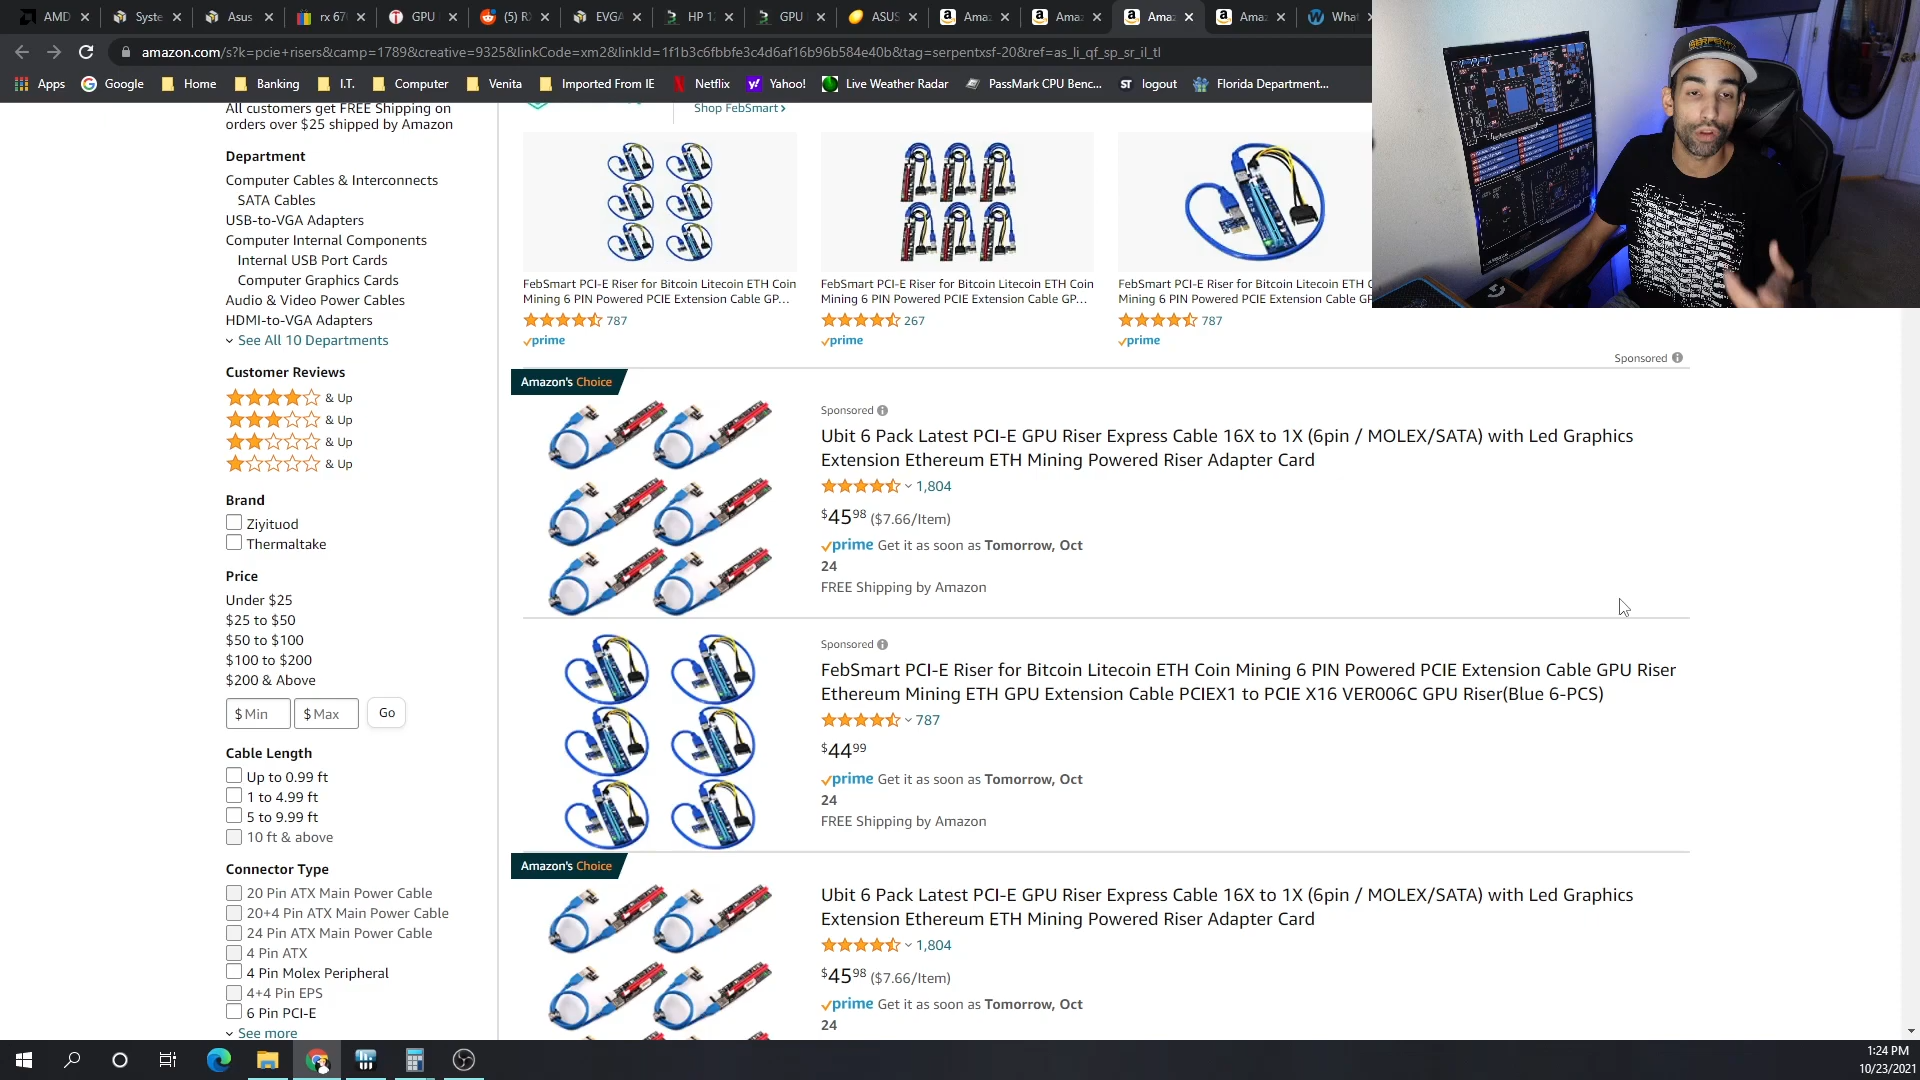 AMD
Syste
Asus
rx 67
GPU
(5) R
EVGA
HP 1
GPU
ASUS
Amaz
Amaz
Amaz
Amaz
What
amazon.com/s?k=pcie+risers&camp=1789&creative=9325&linkCode=xm2&linkId=1f1b3c6fbbfe3c4d6af16b96b584e40b&tag=serpentxsf-20&ref=as_li_qf_sp_sr_il_tl
Apps Google Home Banking I.T. Computer Venita Imported From IE Netflix Yahoo! Live Weather Radar PassMark CPU Benc... logout Florida Department...
All customers get FREE Shipping on
orders over $25 shipped by Amazon
Department
Computer Cables & Interconnects
SATA Cables
USB-to-VGA Adapters
Computer Internal Components
Internal USB Port Cards
Computer Graphics Cards
Audio & Video Power Cables
HDMI-to-VGA Adapters
See All 10 Departments
Customer Reviews
& Up
& Up
& Up
& Up
Brand
Ziyituod
Thermaltake
Price
Under $25
$25 to $50
$50 to $100
$100 to $200
$200 & Above
$ Min $ Max Go
Cable Length
Up to 0.99 ft
1 to 4.99 ft
5 to 9.99 ft
10 ft & above
Connector Type
20 Pin ATX Main Power Cable
20+4 Pin ATX Main Power Cable
24 Pin ATX Main Power Cable
4 Pin ATX
4 Pin Molex Peripheral
4+4 Pin EPS
6 Pin PCI-E
See more
Shop FebSmart ›
FebSmart PCI-E Riser for Bitcoin Litecoin ETH Coin
Mining 6 PIN Powered PCIE Extension Cable GP...
787
prime
FebSmart PCI-E Riser for Bitcoin Litecoin ETH Coin
Mining 6 PIN Powered PCIE Extension Cable GP...
267
prime
FebSmart PCI-E Riser for Bitcoin Litecoin ETH C
Mining 6 PIN Powered PCIE Extension Cable GP
787
prime
Sponsored
Amazon's Choice
Sponsored
Ubit 6 Pack Latest PCI-E GPU Riser Express Cable 16X to 1X (6pin / MOLEX/SATA) with Led Graphics
Extension Ethereum ETH Mining Powered Riser Adapter Card
1,804
$45 98 ($7.66/Item)
prime Get it as soon as Tomorrow, Oct
24
FREE Shipping by Amazon
Sponsored
FebSmart PCI-E Riser for Bitcoin Litecoin ETH Coin Mining 6 PIN Powered PCIE Extension Cable GPU Riser
Ethereum Mining ETH GPU Extension Cable PCIEX1 to PCIE X16 VER006C GPU Riser(Blue 6-PCS)
787
$44 99
prime Get it as soon as Tomorrow, Oct
24
FREE Shipping by Amazon
Amazon's Choice
Ubit 6 Pack Latest PCI-E GPU Riser Express Cable 16X to 1X (6pin / MOLEX/SATA) with Led Graphics
Extension Ethereum ETH Mining Powered Riser Adapter Card
1,804
$45 98 ($7.66/Item)
prime Get it as soon as Tomorrow, Oct
24
1:24 PM
10/23/2021